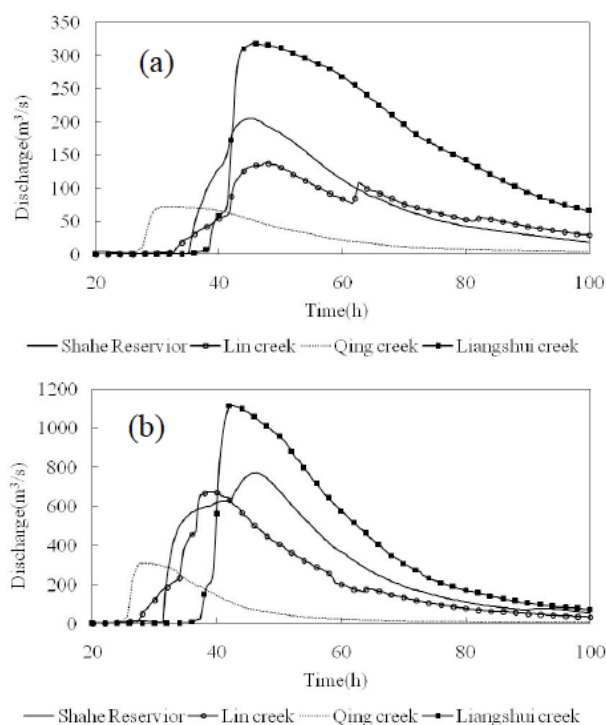 (a)
Discharge(m³/s)
350
300
250
200
150
100
50
0
20 40 60 80 100
Time(h)
Shahe Reservior Lin creek Qing creek Liangshui creek
(b)
Discharge(m³/s)
1200
1000
800
600
400
200
0
20 40 60 80 100
Time(h)
Shahe Reservior Lin creek Qing creek Liangshui creek